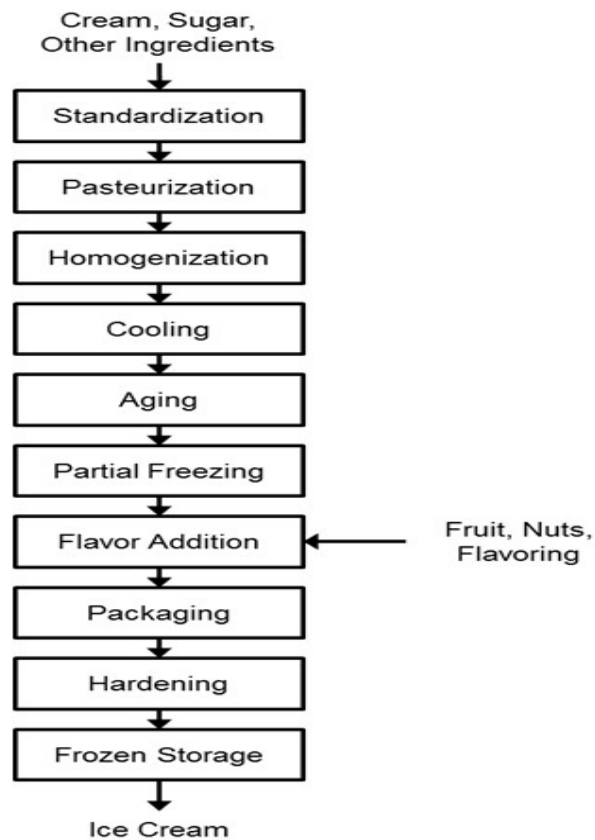 Cream, Sugar,
Other Ingredients
Standardization
Pasteurization
Homogenization
Cooling
Aging
Partial Freezing
Flavor Addition
Fruit, Nuts,
Flavoring
Packaging
Hardening
Frozen Storage
Ice Cream